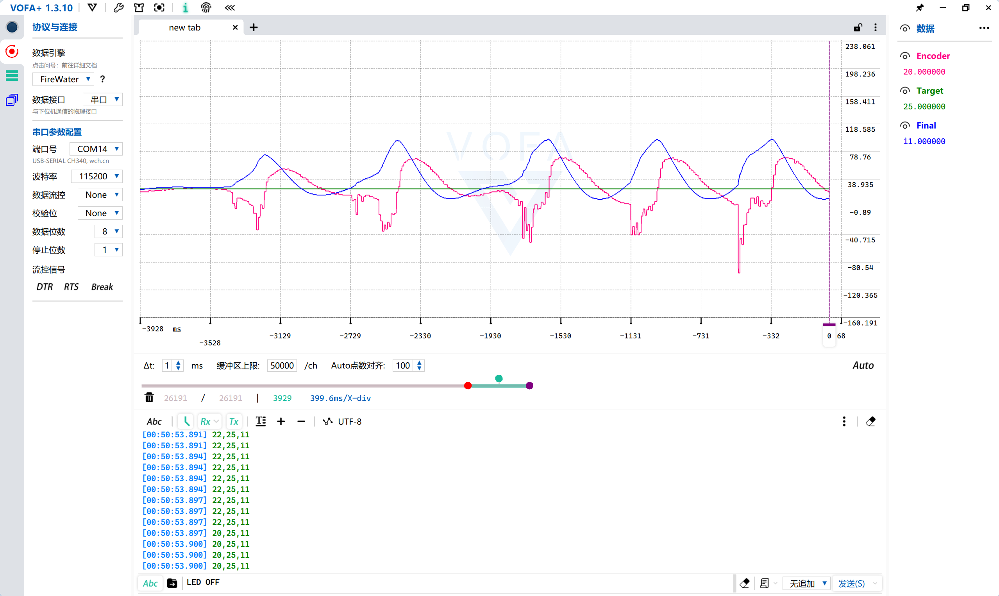 VOFA+ 1.3.10
协议与连接
数据引擎
点击问号：前往详细文档
FireWater ?
数据接口 串口
与下位机通信的物理接口
串口参数配置
端口号 COM14
USB-SERIAL CH340, wch.cn
波特率 115200
数据流控 None
校验位 None
数据位数 8
停止位数 1
流控信号
DTR RTS Break
new tab
VOFA
238.061
198.236
158.411
118.585
78.76
38.935
-0.89
-40.715
-80.54
-120.365
-160.191
-3928 ms
-3528
-3129
-2729
-2330
-1930
-1530
-1131
-731
-332
0
68
Δt: 1 ms 缓冲区上限: 50000 /ch Auto点数对齐: 100 Auto
26191 / 26191 | 3929 399.6ms/X-div
Abc Rx Tx UTF-8
[00:50:53.891] 22,25,11
[00:50:53.891] 22,25,11
[00:50:53.894] 22,25,11
[00:50:53.894] 22,25,11
[00:50:53.894] 22,25,11
[00:50:53.894] 22,25,11
[00:50:53.897] 22,25,11
[00:50:53.897] 22,25,11
[00:50:53.897] 22,25,11
[00:50:53.897] 20,25,11
[00:50:53.900] 20,25,11
[00:50:53.900] 20,25,11
[00:50:53.900] 20,25,11
Abc LED OFF 无追加 发送(S)
数据
Encoder
20.000000
Target
25.000000
Final
11.000000